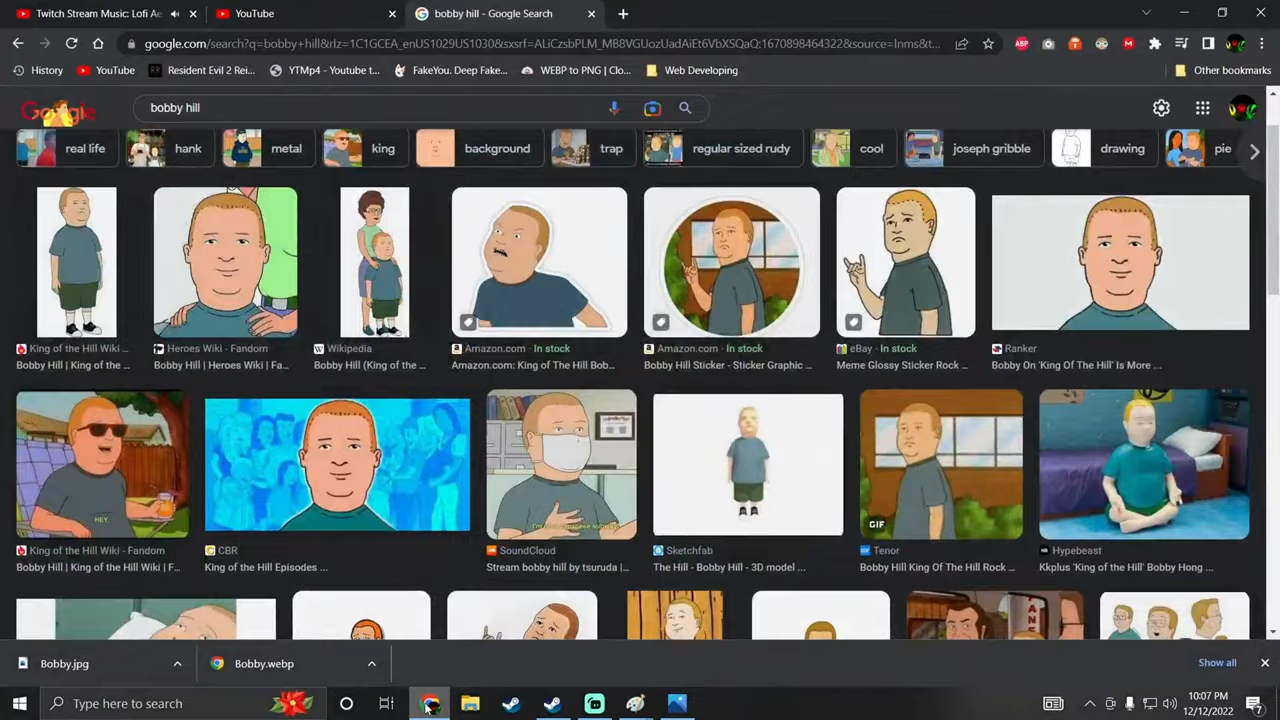 Twitch Stream Music: Lofi Ae
YouTube
bobby hill - Google Search
google.com/search?q=bobby+hill&rlz=1C1GCEA_enUS1029US1030&sxsrf=ALiCzsbPLM_MB8VGUozUadAiEt6VbXSQaQ:1670898464322&source=lnms&t...
ABP
History
YouTube
Resident Evil 2 Rei...
YTMp4 - Youtube t...
FakeYou. Deep Fake...
WEBP to PNG | Clo...
Web Developing
Other bookmarks
Google
bobby hill
real life
hank
metal
king
background
trap
regular sized rudy
cool
joseph gribble
drawing
pie
King of the Hill Wiki ...
Heroes Wiki - Fandom
Wikipedia
Amazon.com · In stock
Amazon.com · In stock
eBay · In stock
Ranker
Bobby Hill | King of the ...
Bobby Hill | Heroes Wiki | Fa...
Bobby Hill (King of the ...
Amazon.com: King of The Hill Bob...
Bobby Hill Sticker - Sticker Graphic ...
Meme Glossy Sticker Rock ...
Bobby On 'King Of The Hill' Is More ...
HEY.
GIF
King of the Hill Wiki - Fandom
CBR
SoundCloud
Sketchfab
Tenor
Hypebeast
Bobby Hill | King of the Hill Wiki | F...
King of the Hill Episodes ...
Stream bobby hill by tsuruda |...
The Hill - Bobby Hill - 3D model ...
Bobby Hill King Of The Hill Rock ...
Kkplus 'King of the Hill' Bobby Hong ...
Bobby.jpg
Bobby.webp
Show all
Type here to search
10:07 PM
12/12/2022
7